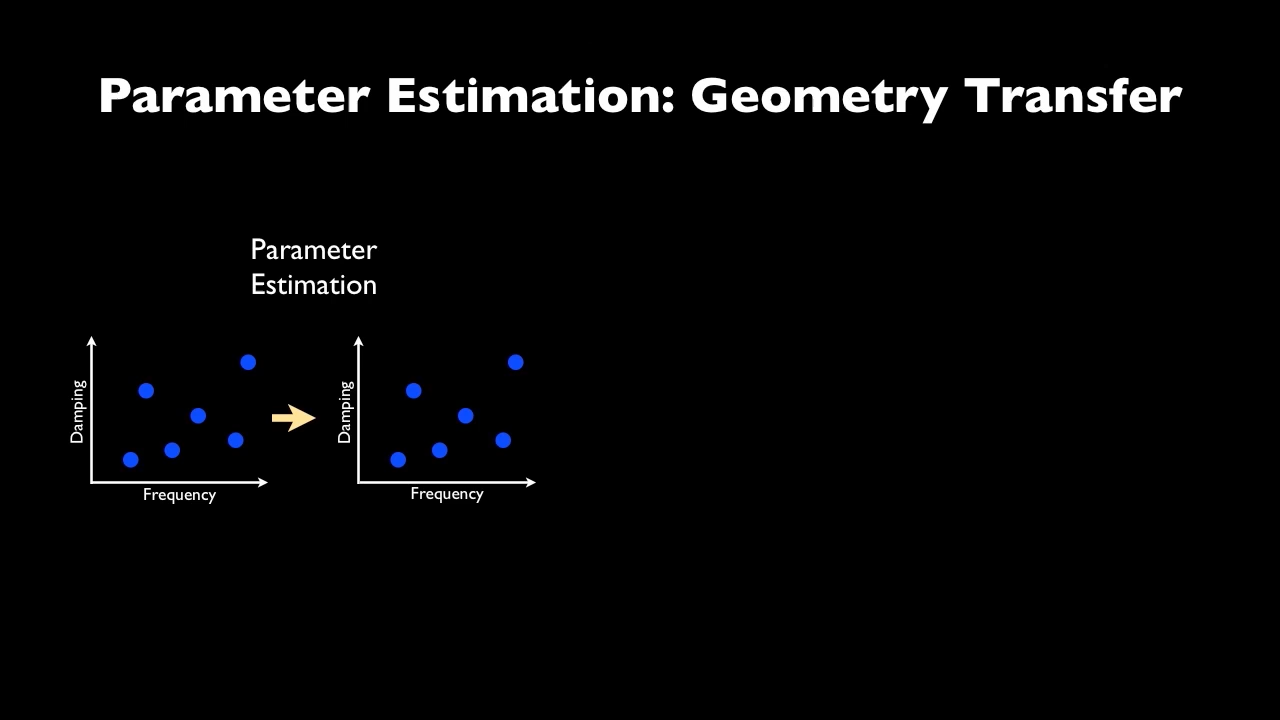 Parameter Estimation: Geometry Transfer
Parameter
Estimation
Damping
Frequency
Damping
Frequency